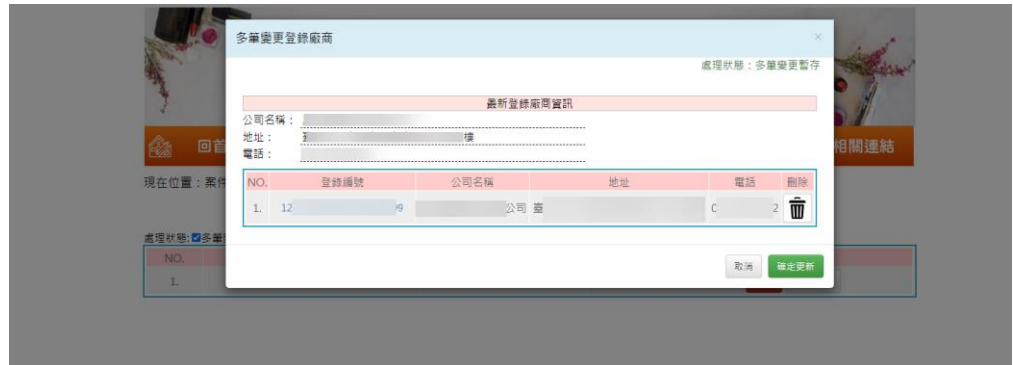 多筆變更登錄廠商 ×
處理狀態：多筆變更暫存
最新登錄廠商資訊
公司名稱：
地址： 樓
電話：
回首 相關連結
現在位置：案件
NO. 登錄編號 公司名稱 地址 電話 刪除
1. 12 9 公司 臺 0 2
處理狀態:多筆
取消 確定更新
NO.
1.